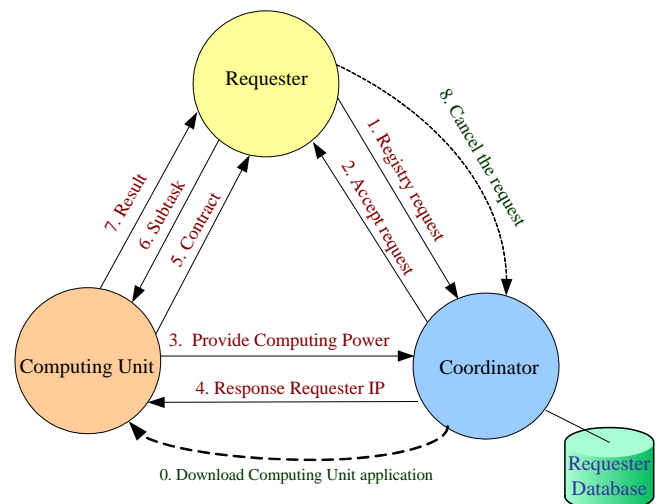 Requester
8. Cancel the request
1. Registry request
2. Accept request
7. Result
6. Subtask
5. Contract
3. Provide Computing Power
Computing Unit
Coordinator
4. Response Requester IP
0. Download Computing Unit application
Requester
Database